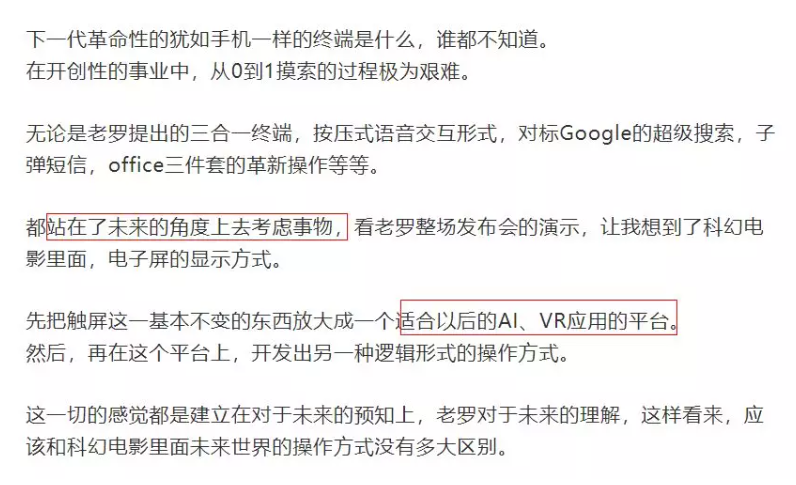 下一代革命性的犹如手机一样的终端是什么，谁都不知道。
在开创性的事业中，从0到1摸索的过程极为艰难。
无论是老罗提出的三合一终端，按压式语音交互形式，对标Google的超级搜索，子
弹短信，office三件套的革新操作等等。
都站在了未来的角度上去考虑事物，看老罗整场发布会的演示，让我想到了科幻电
影里面，电子屏的显示方式。
先把触屏这一基本不变的东西放大成一个适合以后的AI、VR应用的平台。
然后，再在这个平台上，开发出另一种逻辑形式的操作方式。
这一切的感觉都是建立在对于未来的预知上，老罗对于未来的理解，这样看来，应
该和科幻电影里面未来世界的操作方式没有多大区别。